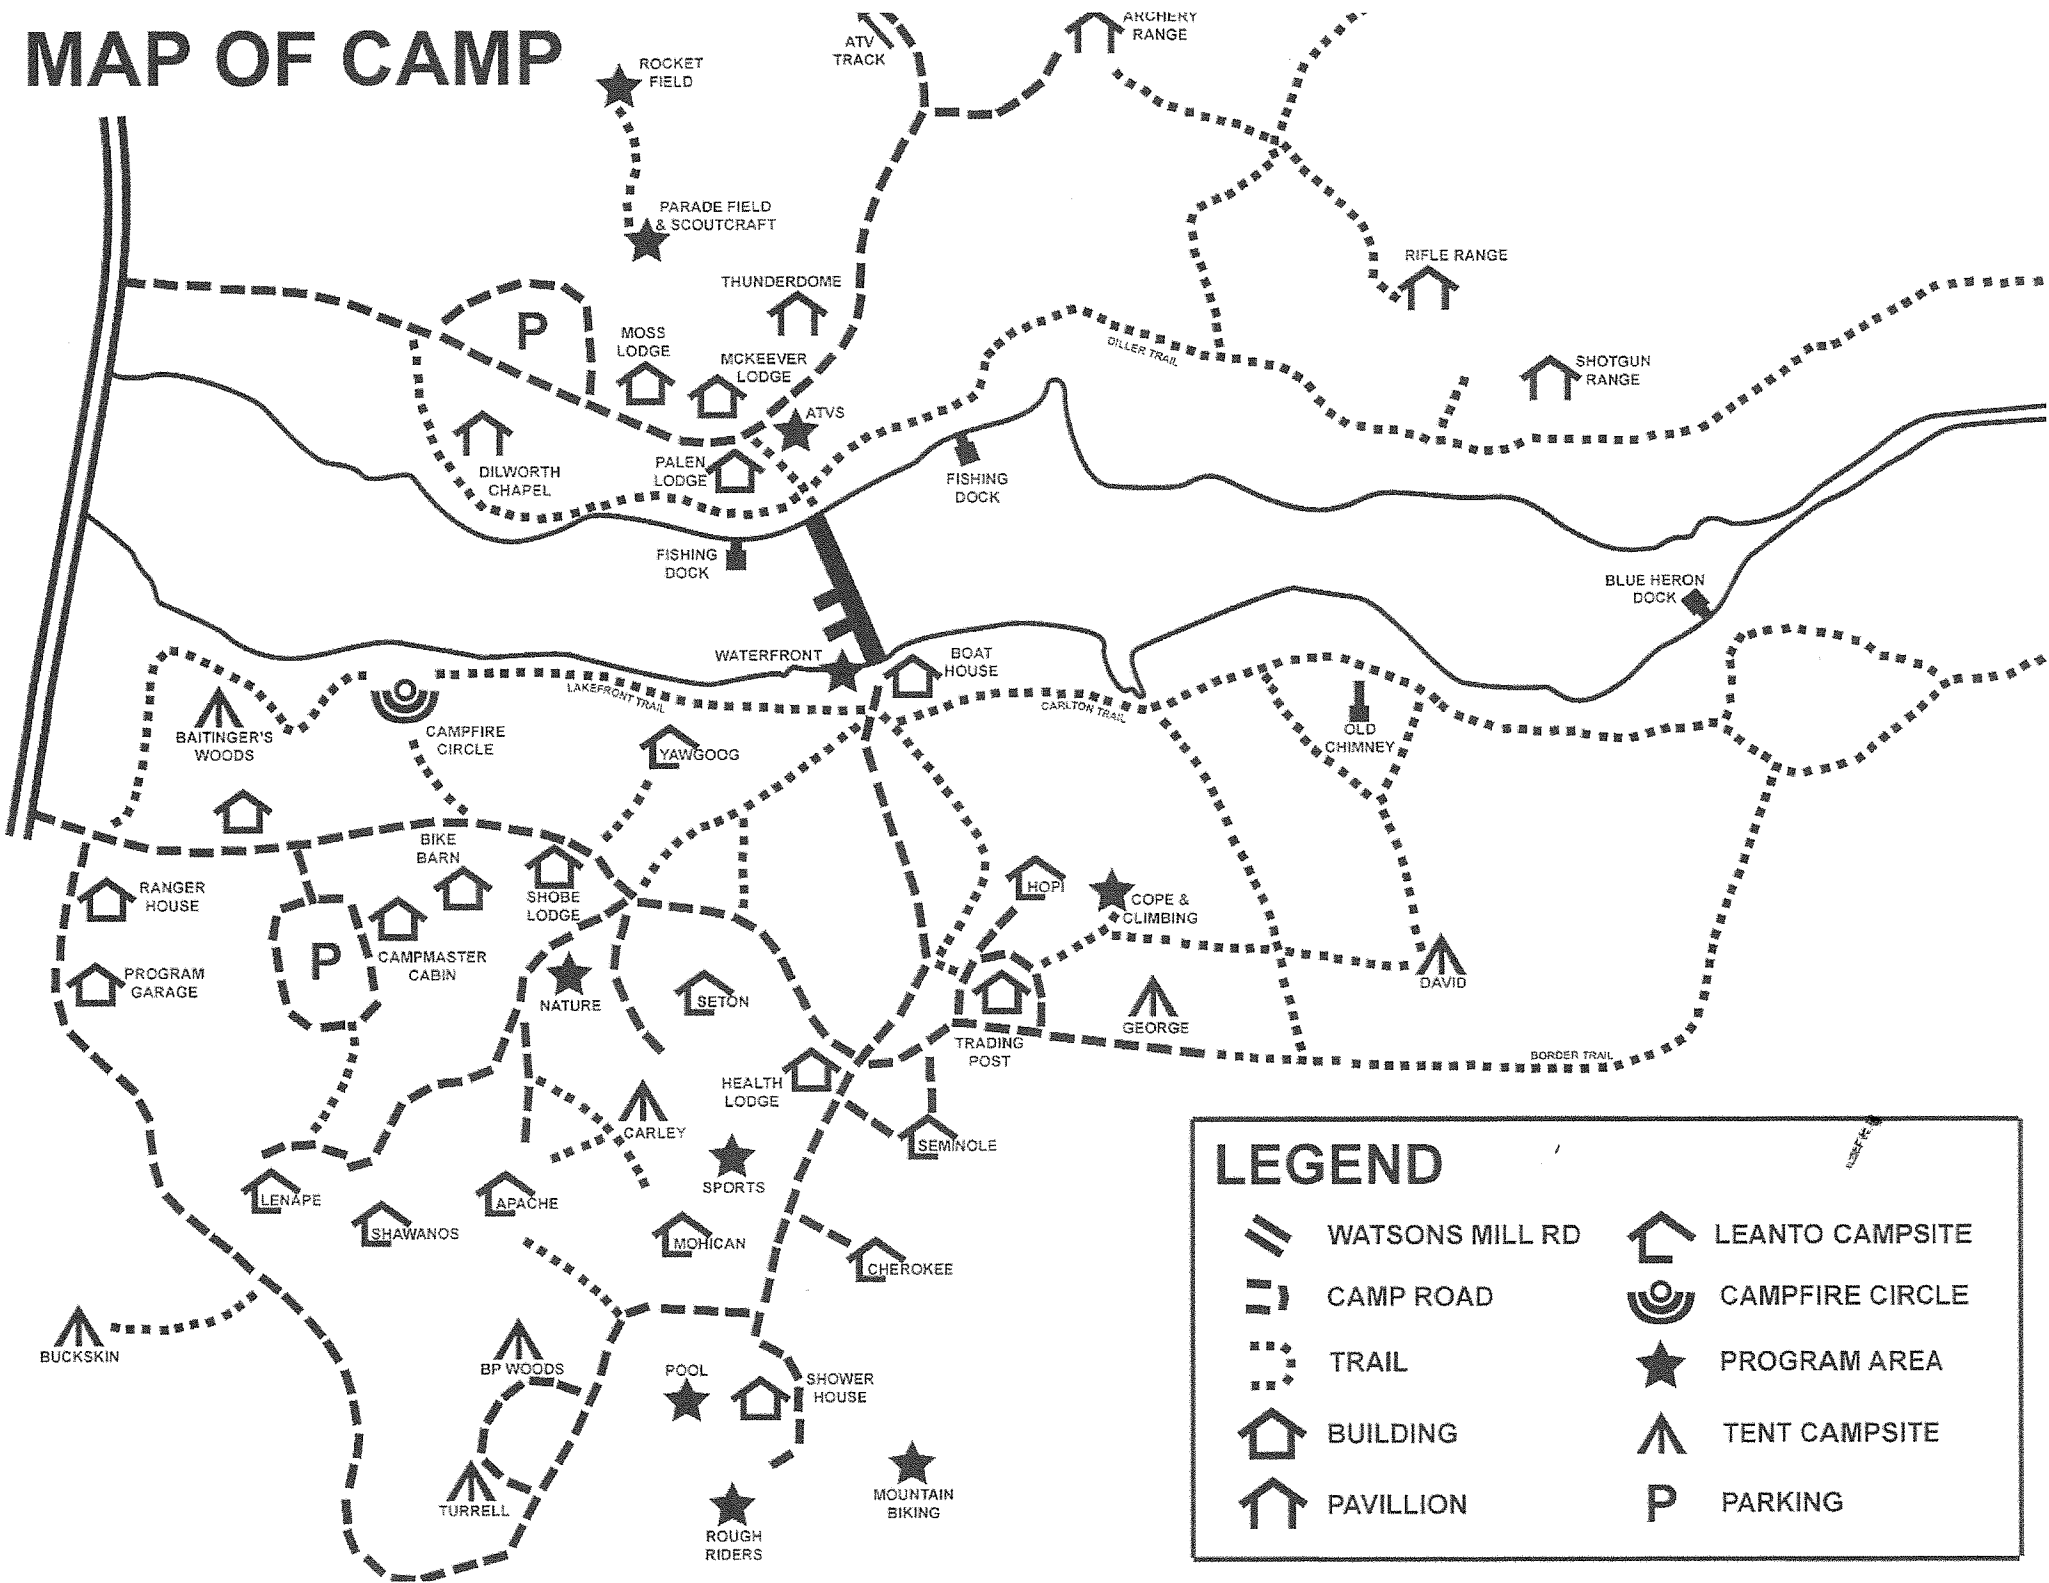 MAP OF CAMP
ATV
TRACK
ARCHERY
RANGE
ROCKET
FIELD
PARADE FIELD
& SCOUTCRAFT
THUNDERDOME
RIFLE RANGE
P
MOSS
LODGE
MCKEEVER
LODGE
DILLER TRAIL
SHOTGUN
RANGE
ATVS
DILWORTH
CHAPEL
PALEN
LODGE
FISHING
DOCK
FISHING
DOCK
BLUE HERON
DOCK
WATERFRONT
BOAT
HOUSE
LAKEFRONT TRAIL
CARLTON TRAIL
BAITINGER'S
WOODS
CAMPFIRE
CIRCLE
YAWGOOG
OLD
CHIMNEY
BIKE
BARN
RANGER
HOUSE
SHOBE
LODGE
HOPI
COPE &
CLIMBING
P
CAMPMASTER
CABIN
PROGRAM
GARAGE
NATURE
SETON
DAVID
GEORGE
TRADING
POST
BORDER TRAIL
HEALTH
LODGE
CARLEY
SEMINOLE
SPORTS
LENAPE
SHAWANOS
APACHE
MOHICAN
CHEROKEE
BUCKSKIN
BP WOODS
POOL
SHOWER
HOUSE
TURRELL
MOUNTAIN
BIKING
ROUGH
RIDERS
LEGEND
WATSONS MILL RD
LEANTO CAMPSITE
CAMP ROAD
CAMPFIRE CIRCLE
TRAIL
PROGRAM AREA
BUILDING
TENT CAMPSITE
PAVILLION
P
PARKING